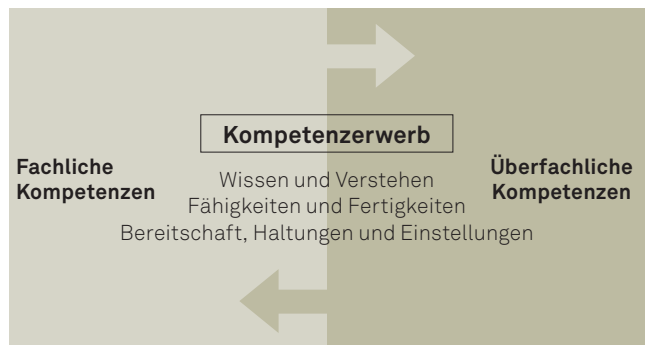 Kompetenzerwerb
Fachliche
Kompetenzen
Wissen und Verstehen
Fähigkeiten und Fertigkeiten
Bereitschaft, Haltungen und Einstellungen
Überfachliche
Kompetenzen